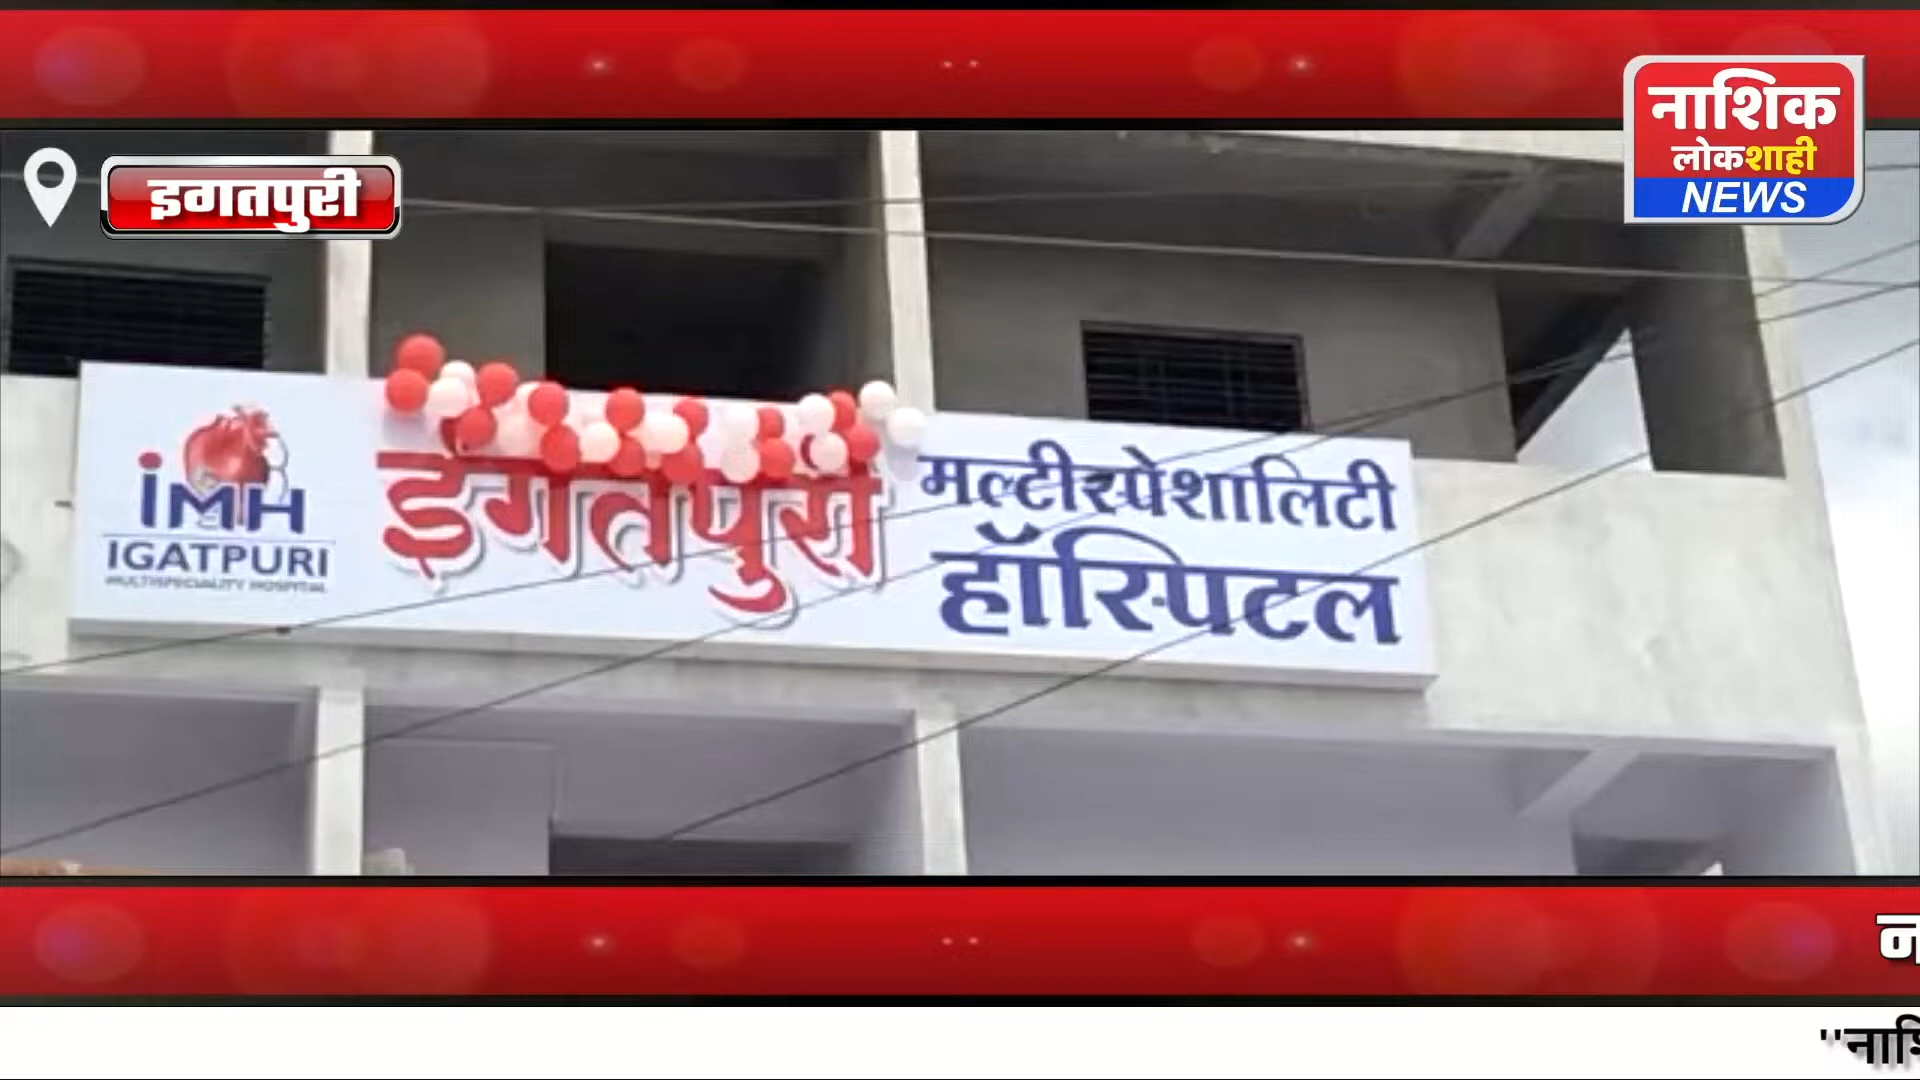 नाशिक
लोकशाही
NEWS
इगतपुरी
iMH
IGATPURI
MULTISPECIALITY HOSPITAL
इगतपुरी
मल्टीस्पेशालिटी
हॉस्पिटल